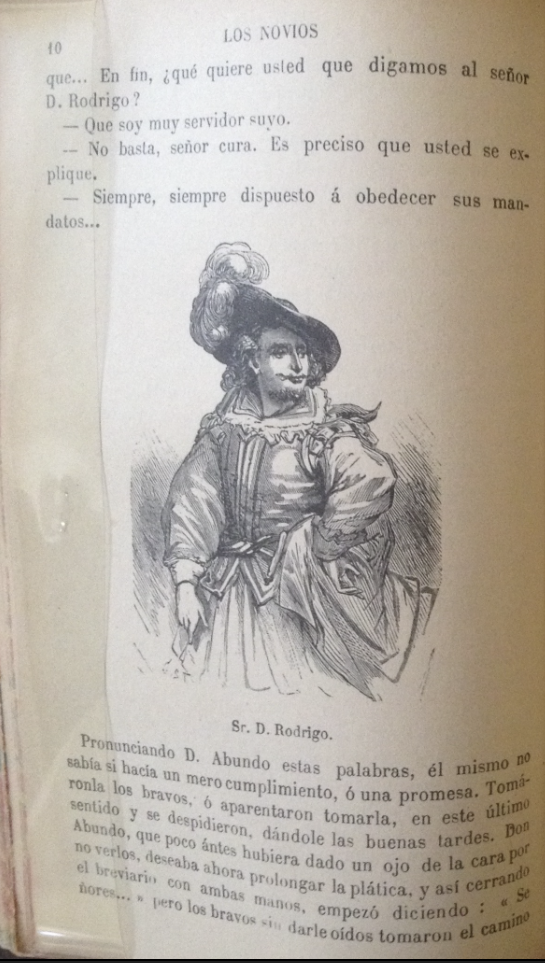 10
LOS NOVIOS
que... En fin, ¿qué quiere usted que digamos al señor
D. Rodrigo?
— Que soy muy servidor suyo.
— No basta, señor cura. Es preciso que usted se ex-
plique.
— Siempre, siempre dispuesto á obedecer sus man-
datos...
Sr. D. Rodrigo.
Pronunciando D. Abundo estas palabras, él mismo no
sabía si hacía un mero cumplimiento, ó una promesa. Tomá-
ronla los bravos, ó aparentaron tomarla, en este último
sentido y se despidieron, dándole las buenas tardes. Don
Abundo, que poco ántes hubiera dado un ojo de la cara por
no verlos, deseaba ahora prolongar la plática, y así cerrando
el breviario con ambas manos, empezó diciendo : « Se
ñores... » pero los bravos sin darle oídos tomaron el camino